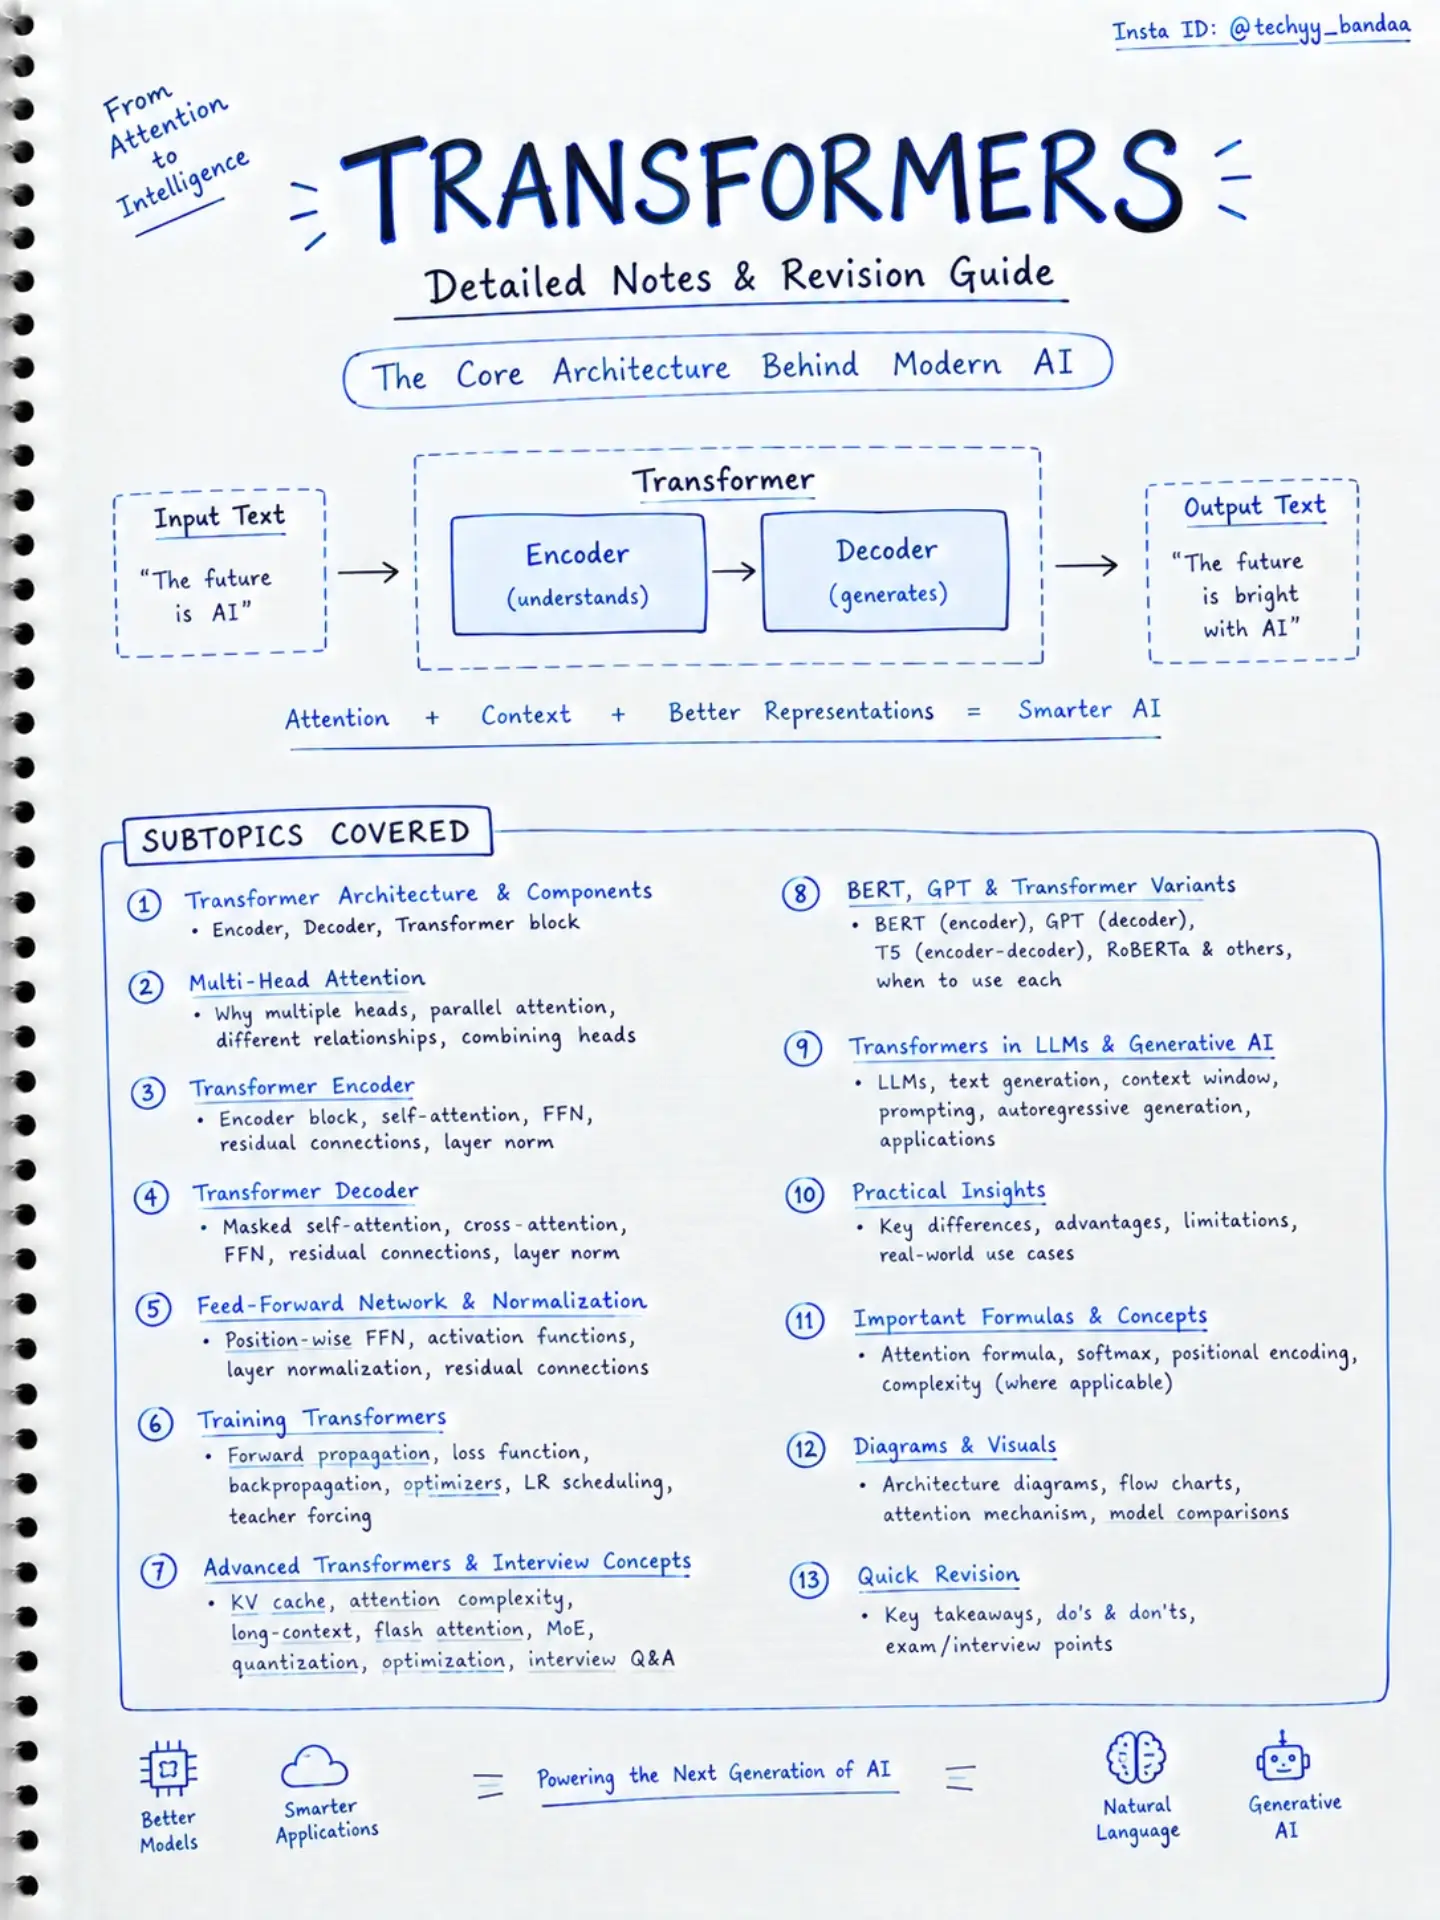 Insta ID: @techyy_bandaa
From
Attention
to
Intelligence
TRANSFORMERS
Detailed Notes & Revision Guide
The Core Architecture Behind Modern AI
Input Text
"The future
is AI"
Transformer
Encoder
(understands)
Decoder
(generates)
Output Text
"The future
is bright
with AI"
Attention + Context + Better Representations = Smarter AI
SUBTOPICS COVERED
1 Transformer Architecture & Components
• Encoder, Decoder, Transformer block
2 Multi-Head Attention
• Why multiple heads, parallel attention,
different relationships, combining heads
3 Transformer Encoder
• Encoder block, self-attention, FFN,
residual connections, layer norm
4 Transformer Decoder
• Masked self-attention, cross-attention,
FFN, residual connections, layer norm
5 Feed-Forward Network & Normalization
• Position-wise FFN, activation functions,
layer normalization, residual connections
6 Training Transformers
• Forward propagation, loss function,
backpropagation, optimizers, LR scheduling,
teacher forcing
7 Advanced Transformers & Interview Concepts
• KV cache, attention complexity,
long-context, flash attention, MoE,
quantization, optimization, interview Q&A
8 BERT, GPT & Transformer Variants
• BERT (encoder), GPT (decoder),
T5 (encoder-decoder), RoBERTa & others,
when to use each
9 Transformers in LLMs & Generative AI
• LLMs, text generation, context window,
prompting, autoregressive generation,
applications
10 Practical Insights
• Key differences, advantages, limitations,
real-world use cases
11 Important Formulas & Concepts
• Attention formula, softmax, positional encoding,
complexity (where applicable)
12 Diagrams & Visuals
• Architecture diagrams, flow charts,
attention mechanism, model comparisons
13 Quick Revision
• Key takeaways, do's & don'ts,
exam/interview points
Better
Models
Smarter
Applications
Powering the Next Generation of AI
Natural
Language
Generative
AI